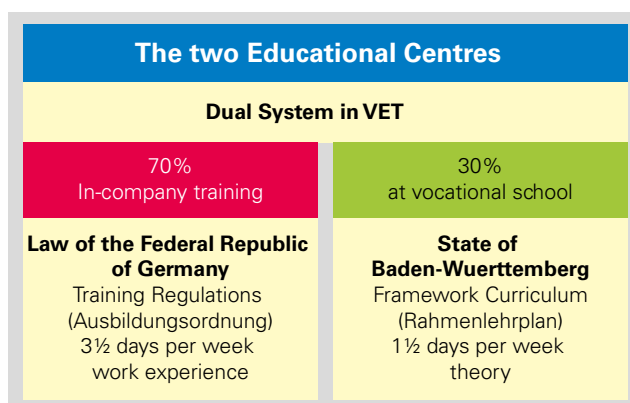 The two Educational Centres
Dual System in VET
70%
In-company training
30%
at vocational school
Law of the Federal Republic
of Germany
Training Regulations
(Ausbildungsordnung)
3½ days per week
work experience
State of
Baden-Wuerttemberg
Framework Curriculum
(Rahmenlehrplan)
1½ days per week
theory